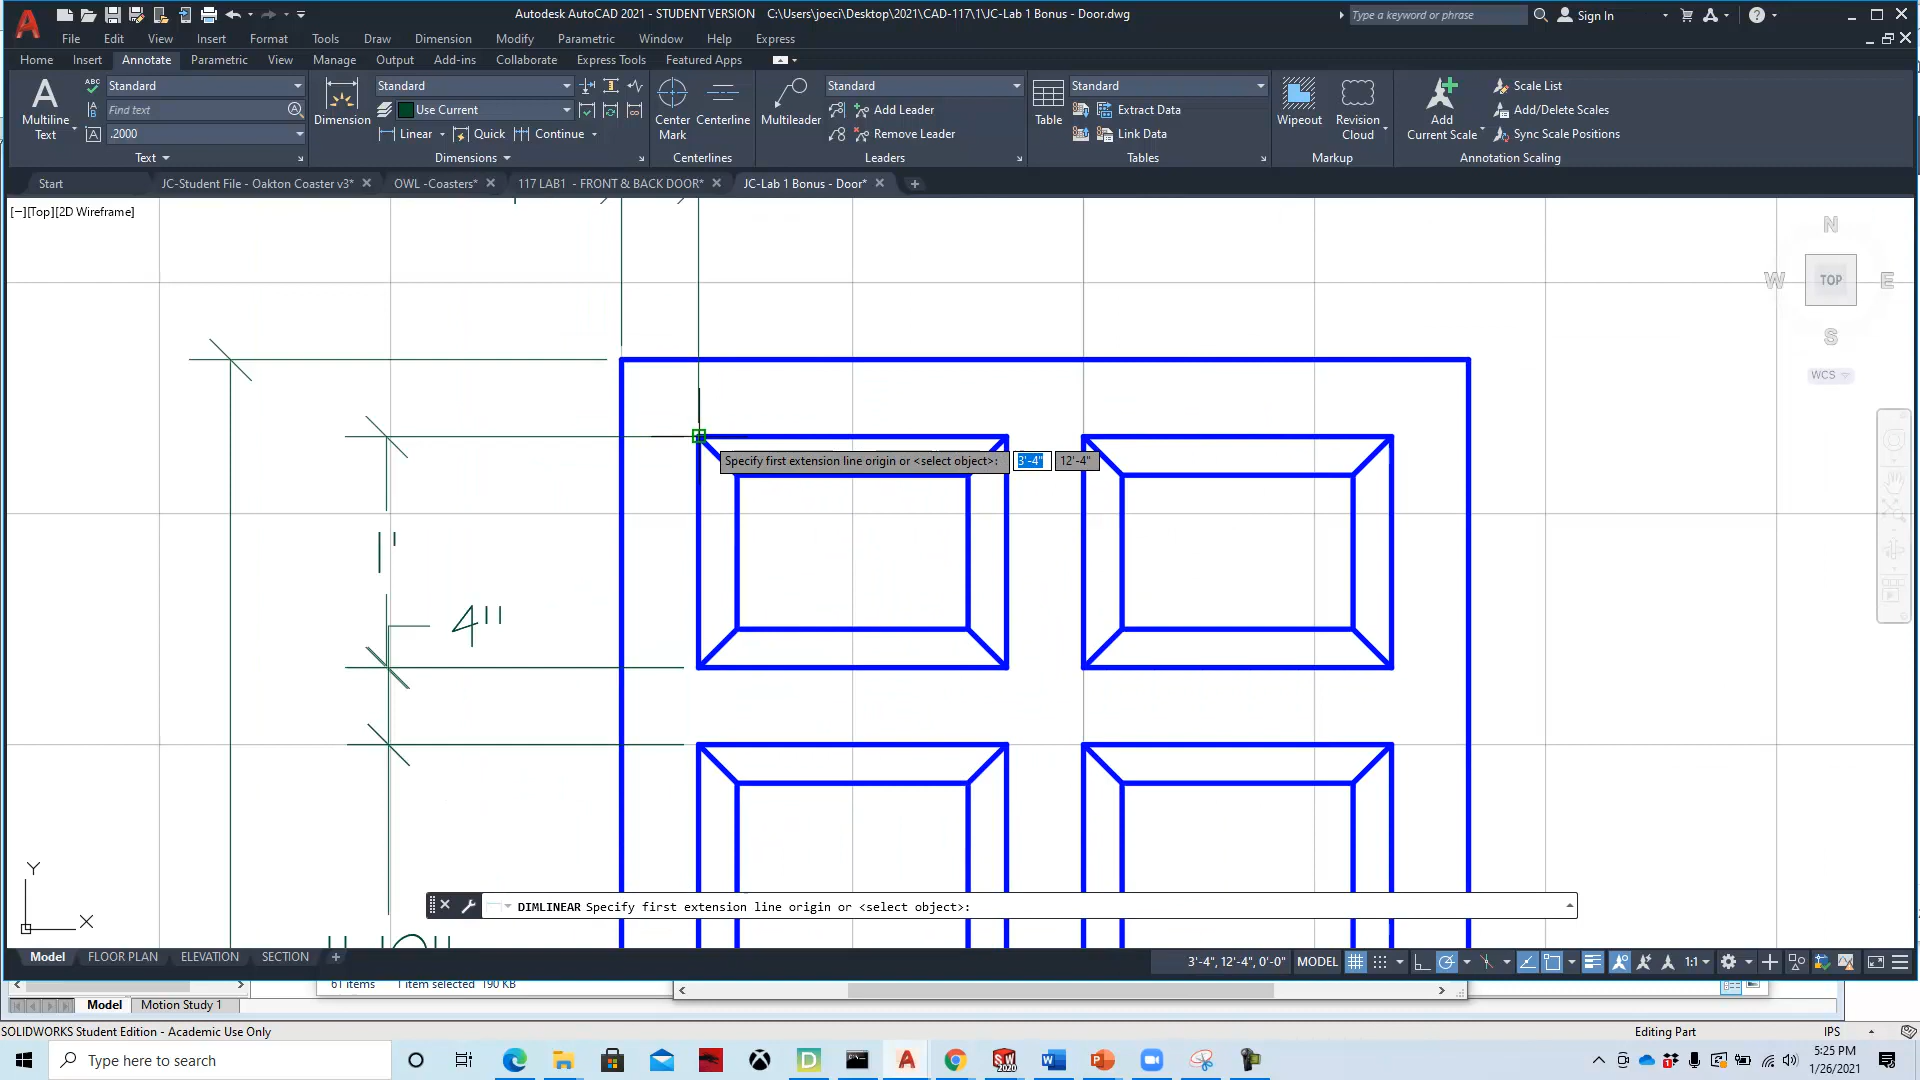 Autodesk AutoCAD 2021 - STUDENT VERSION C:\Users\joeci\Desktop\2021\CAD-117\1\JC-Lab 1 Bonus - Door.dwg
Type a keyword or phrase
Sign In
File Edit View Insert Format Tools Draw Dimension Modify Parametric Window Help Express
Home Insert Annotate Parametric View Manage Output Add-ins Collaborate Express Tools Featured Apps
Multiline Text
ABC Standard
Find text
.2000
Text
Dimension
Standard
Use Current
Linear Quick Continue
Dimensions
Center Mark
Centerline
Centerlines
Multileader
Standard
Add Leader
Remove Leader
Leaders
Table
Standard
Extract Data
Link Data
Tables
Wipeout
Revision Cloud
Markup
Add Current Scale
Scale List
Add/Delete Scales
Sync Scale Positions
Annotation Scaling
Start JC-Student File - Oakton Coaster v3* OWL -Coasters* 117 LAB1 - FRONT & BACK DOOR* JC-Lab 1 Bonus - Door*
[−][Top][2D Wireframe]
N
W TOP E
S
WCS
Specify first extension line origin or <select object>: 3'-4" 12'-4"
1'
4"
Y
X
DIMLINEAR Specify first extension line origin or <select object>:
Model FLOOR PLAN ELEVATION SECTION
3'-4", 12'-4", 0'-0" MODEL 1:1
61 items 1 item selected 190 KB
Model Motion Study 1
SOLIDWORKS Student Edition - Academic Use Only
Editing Part
IPS
Type here to search
5:25 PM
1/26/2021